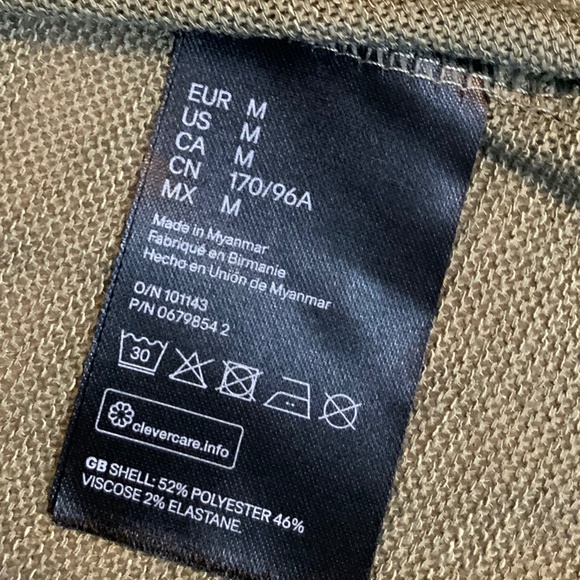 EUR M
US M
CA M
CN 170/96A
MX M
Made in Myanmar
Fabriqué en Birmanie
Hecho en Unión de Myanmar
O/N 101143
P/N 0679854 2
30
clevercare.info
GB SHELL: 52% POLYESTER 46%
VISCOSE 2% ELASTANE.